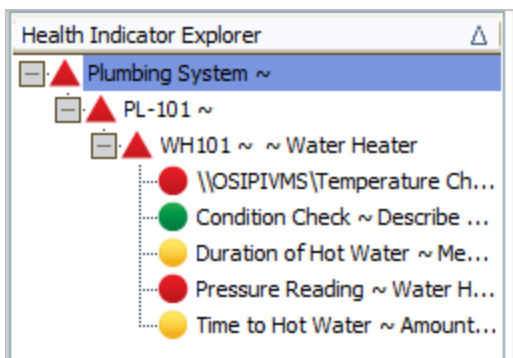 Health Indicator Explorer
Plumbing System ~
PL-101 ~
WH101 ~ ~ Water Heater
\\OSIPIVMS\Temperature Ch...
Condition Check ~ Describe ...
Duration of Hot Water ~ Me...
Pressure Reading ~ Water H...
Time to Hot Water ~ Amount...